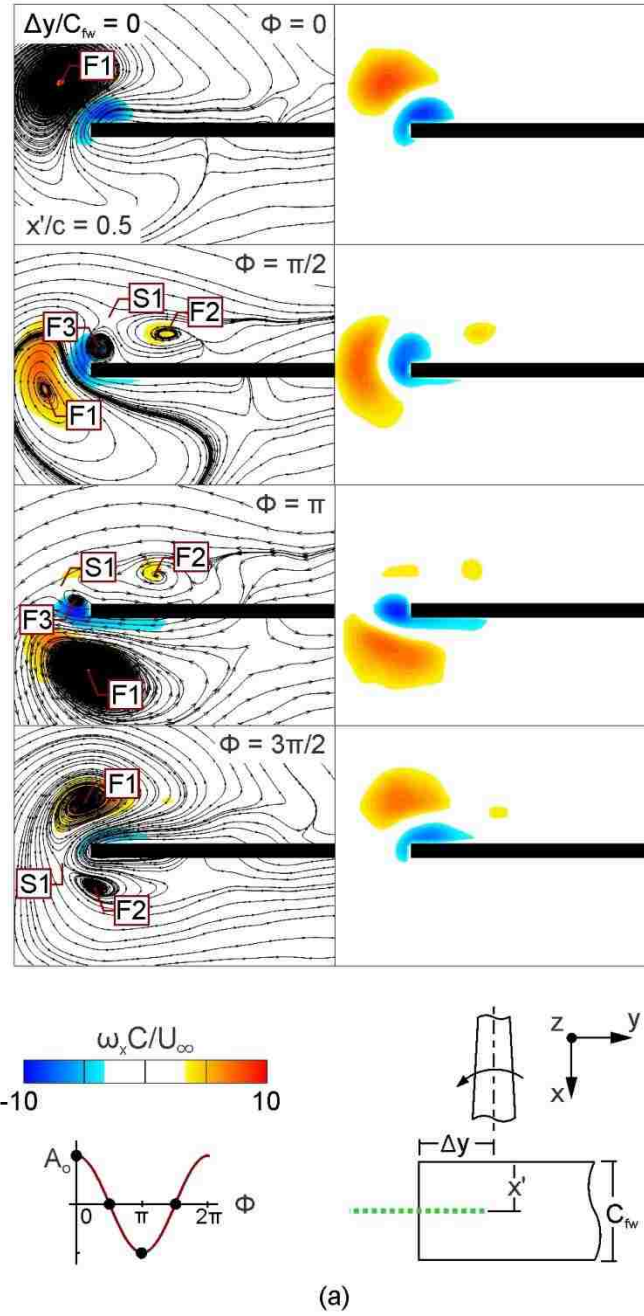 Δy/C_fw = 0
Φ = 0
F1
x'/c = 0.5
Φ = π/2
S1
F2
F3
F1
Φ = π
S1
F2
F3
F1
Φ = 3π/2
F1
S1
F2
ω_xC/U_∞
-10
10
A_o
0
π
2π
Φ
z
y
x
Δy
x'
C_fw
(a)